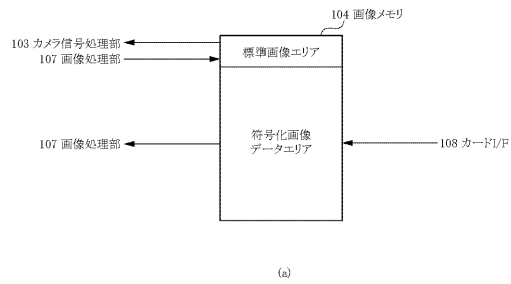 104 画像メモリ
103 カメラ信号処理部
標準画像エリア
107 画像処理部
符号化画像
データエリア
107 画像処理部
108 カードI/F
(a)